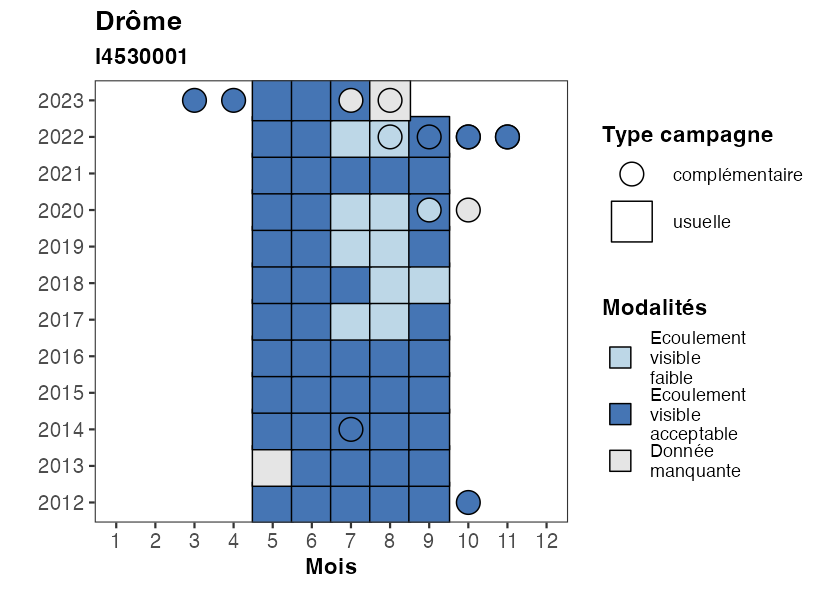 Drôme
I4530001
2023
2022
2021
2020
2019
2018
2017
2016
2015
2014
2013
2012
1 2 3 4 5 6 7 8 9 10 11 12
Mois
Type campagne
complémentaire
usuelle
Modalités
Ecoulement
visible
faible
Ecoulement
visible
acceptable
Donnée
manquante